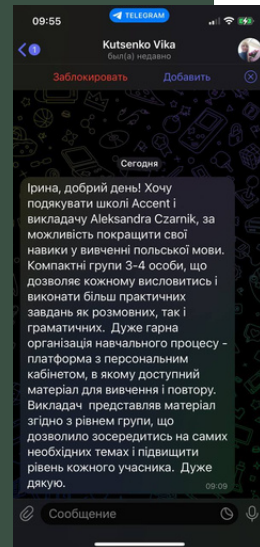 09:55
TELEGRAM
1
Kutsenko Vika
был(а) недавно
Заблокировать
Добавить
Сегодня
Ірина, добрий день! Хочу
подякувати школі Accent і
викладачу Aleksandra Czarnik, за
можливість покращити свої
навики у вивченні польської мови.
Компактні групи 3-4 особи, що
дозволяє кожному висловитись і
виконати більш практичних
завдань як розмовних, так і
граматичних. Дуже гарна
організація навчального процесу -
платформа з персональним
кабінетом, в якому доступний
матеріал для вивчення і повтору.
Викладач представляв матеріал
згідно з рівнем групи, що
дозволило зосередитись на самих
необхідних темах і підвищити
рівень кожного учасника. Дуже
дякую.
09:09
Сообщение